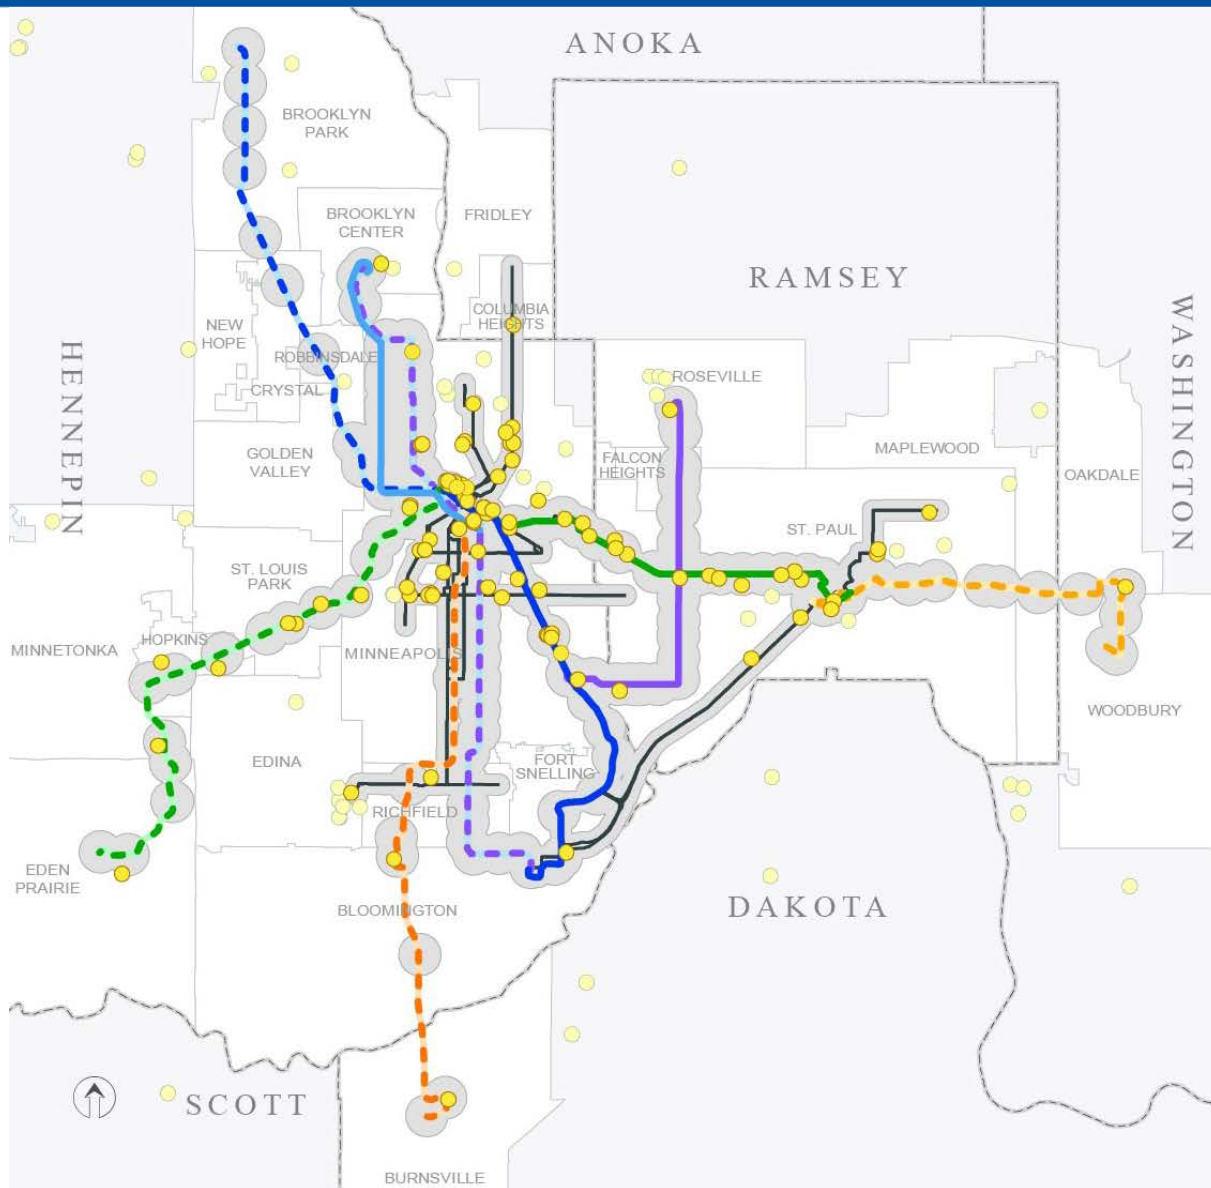 ANOKA
BROOKLYN
PARK
BROOKLYN
CENTER
FRIDLEY
RAMSEY
WASHINGTON
HENNEPIN
COLUMBIA
HEIGHTS
NEW
HOPE
ROBBINSDALE
CRYSTAL
ROSEVILLE
GOLDEN
VALLEY
FALCON
HEIGHTS
MAPLEWOOD
OAKDALE
ST. PAUL
ST. LOUIS
PARK
HOPKINS
MINNETONKA
MINNEAPOLIS
WOODBURY
EDINA
FORT
SNELLING
RICHFIELD
EDEN
PRAIRIE
BLOOMINGTON
DAKOTA
SCOTT
BURNSVILLE